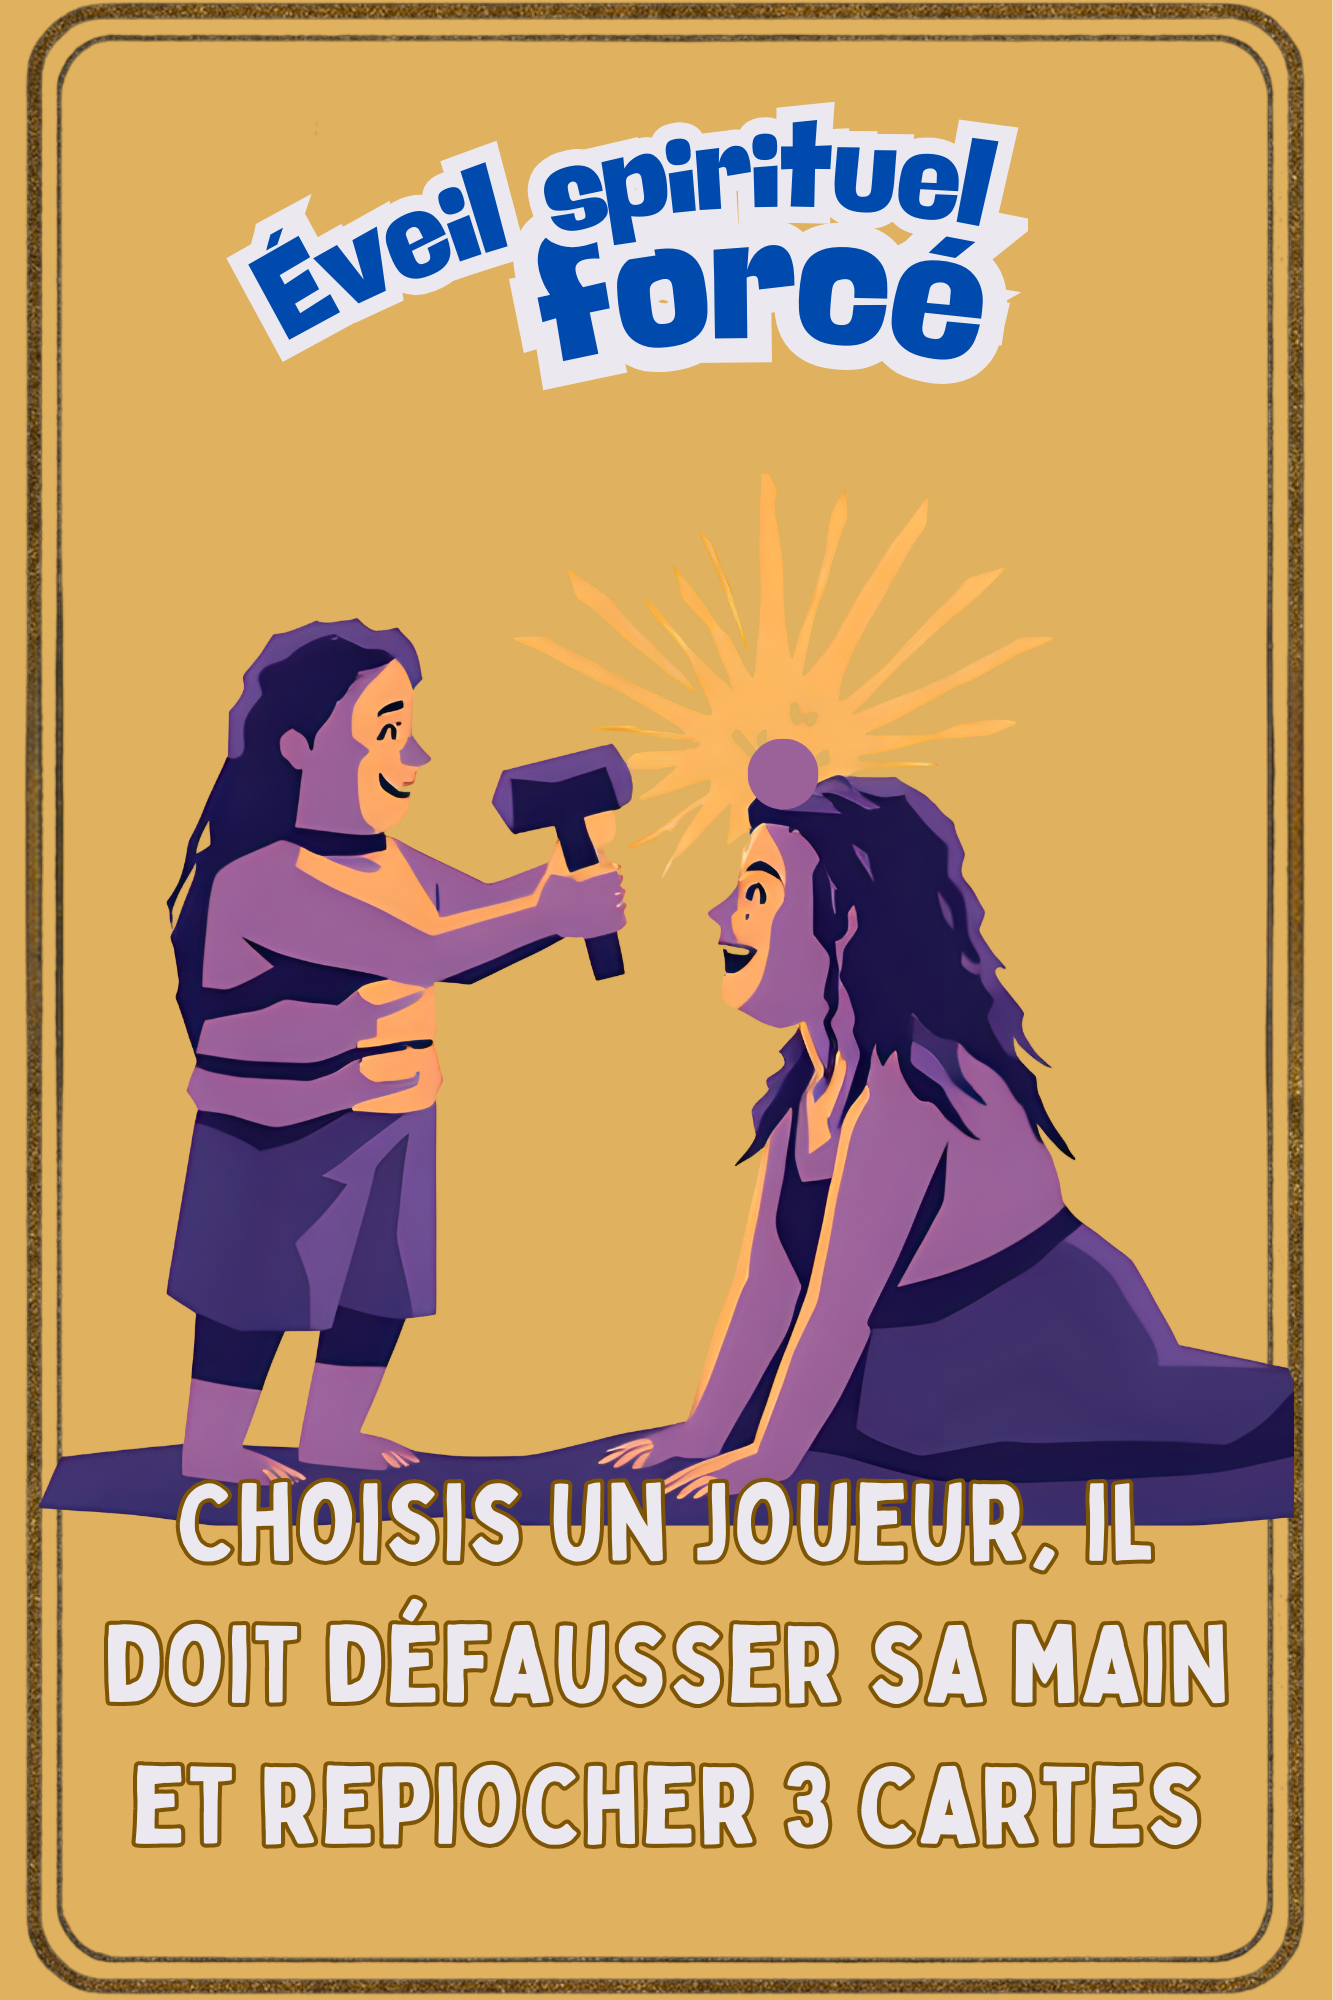 Éveil spirituel
forcé
CHOISIS UN JOUEUR, IL
DOIT DÉFAUSSER SA MAIN
ET REPIOCHER 3 CARTES